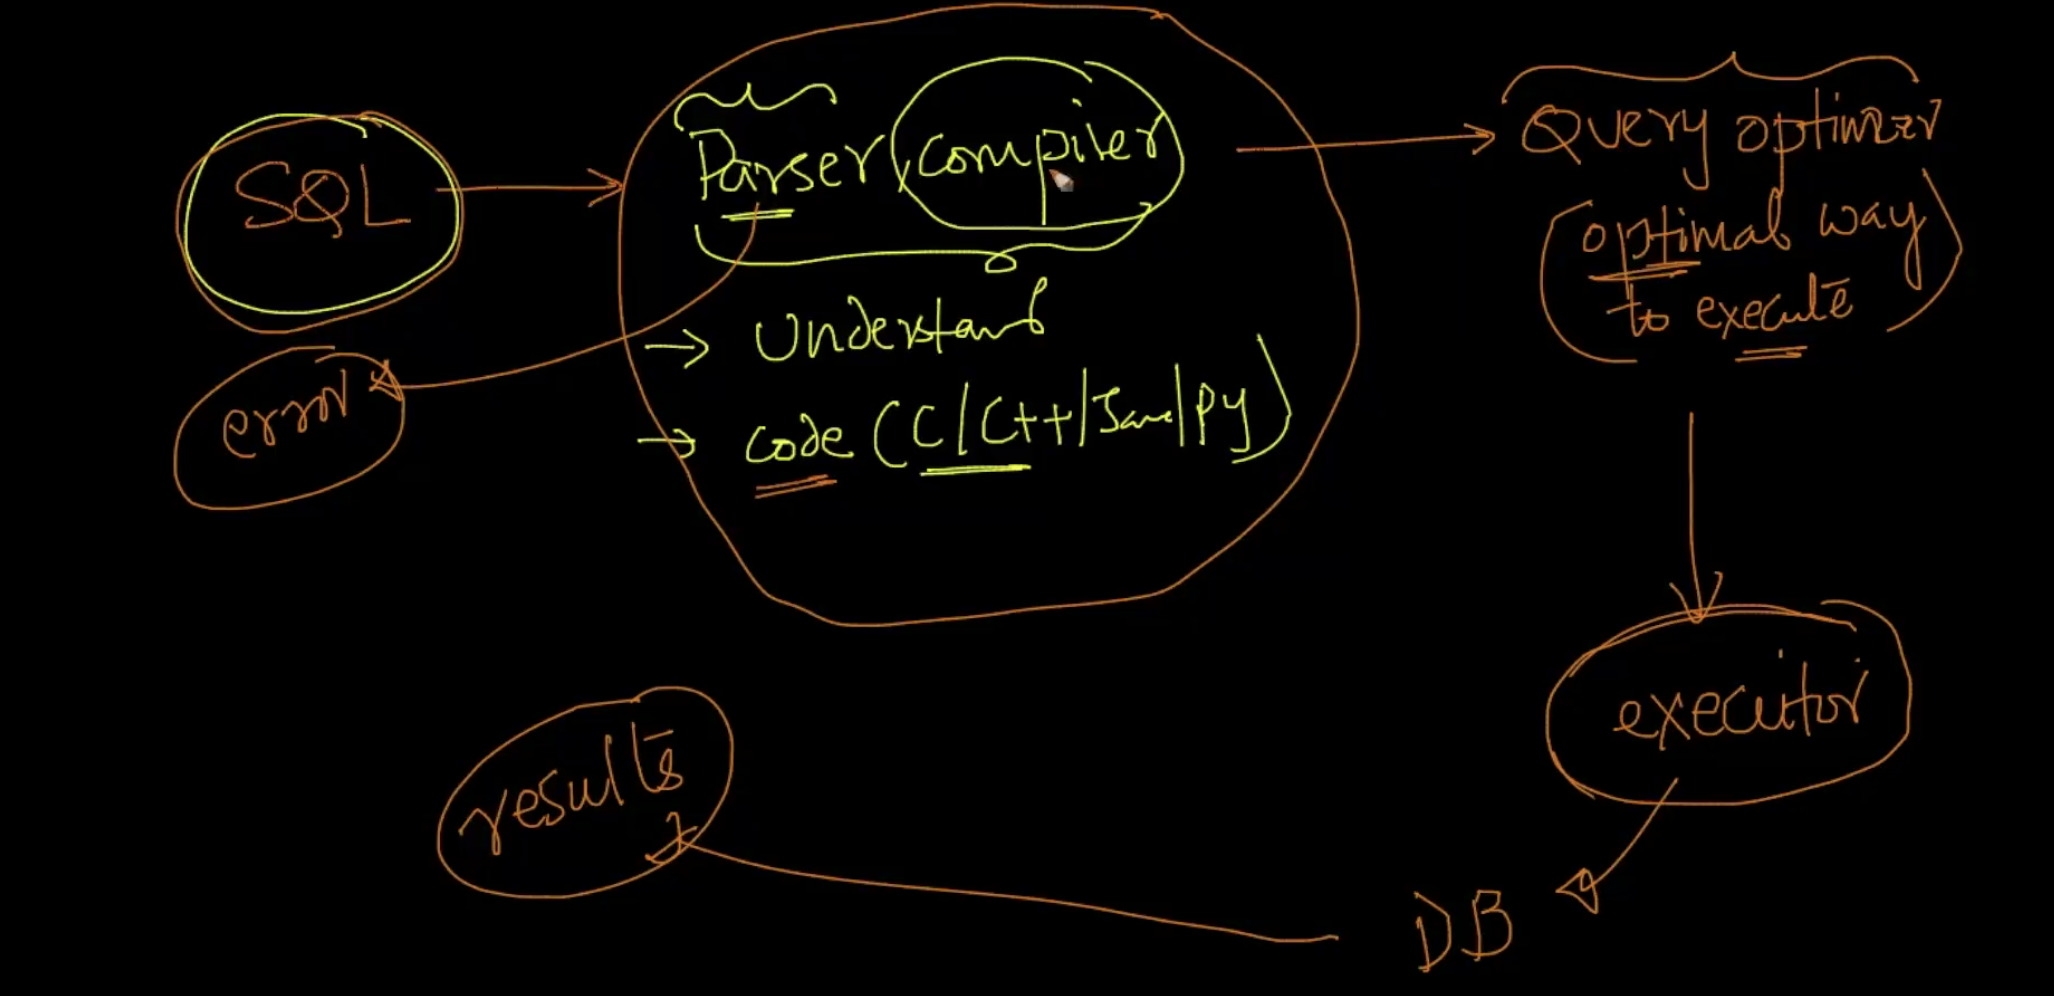 SQL
Parser, compiler
Query optimizer
(optimal way
to execute)
→ Understand
error
→ code (C/C++/Java/Py)
executor
results
DB